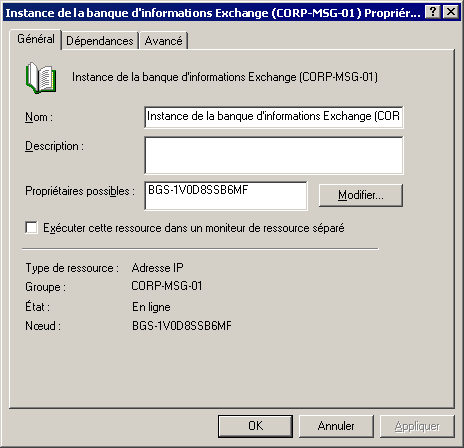 Instance de la banque d'informations Exchange (CORP-MSG-01) Propriér... ? X
Général Dépendances Avancé
Instance de la banque d'informations Exchange (CORP-MSG-01)
Nom : Instance de la banque d'informations Exchange (COR
Description :
Propriétaires possibles : BGS-1V0D8SSB6MF Modifier...
Exécuter cette ressource dans un moniteur de ressource séparé
Type de ressource : Adresse IP
Groupe : CORP-MSG-01
État : En ligne
Nœud : BGS-1V0D8SSB6MF
OK Annuler Appliquer